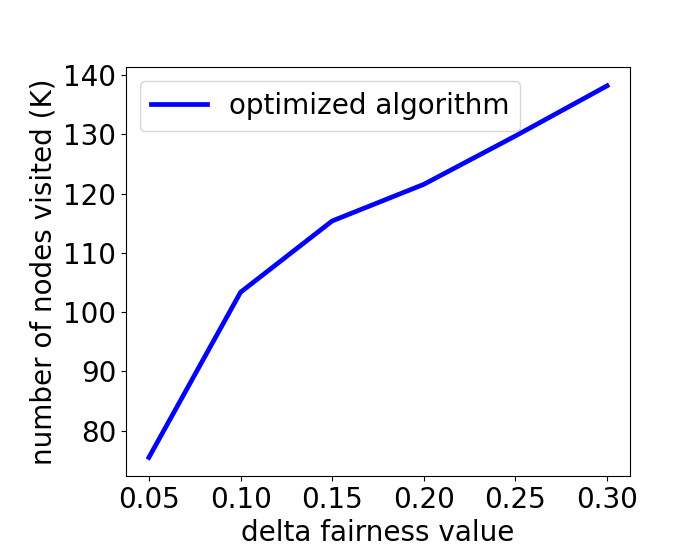 optimized algorithm
number of nodes visited (K)
140
130
120
110
100
90
80
0.05 0.10 0.15 0.20 0.25 0.30
delta fairness value